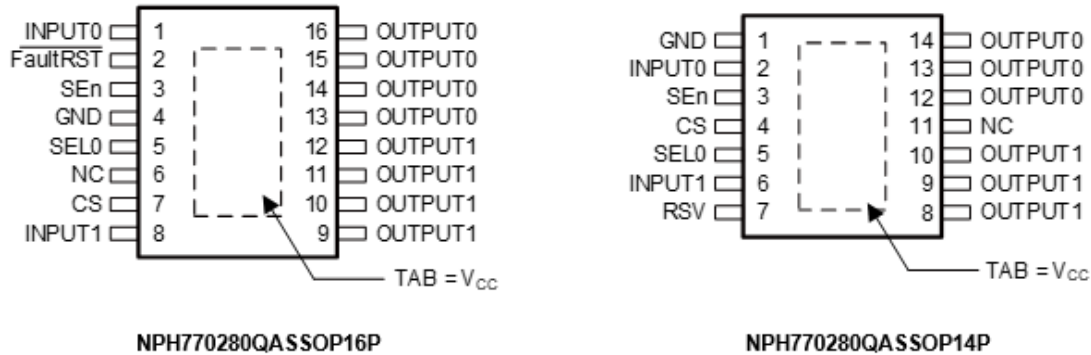 INPUT0 1 16 OUTPUT0
FaultRST 2 15 OUTPUT0
SEn 3 14 OUTPUT0
GND 4 13 OUTPUT0
SEL0 5 12 OUTPUT1
NC 6 11 OUTPUT1
CS 7 10 OUTPUT1
INPUT1 8 9 OUTPUT1
TAB = VCC
NPH770280QASSOP16P
GND 1 14 OUTPUT0
INPUT0 2 13 OUTPUT0
SEn 3 12 OUTPUT0
CS 4 11 NC
SEL0 5 10 OUTPUT1
INPUT1 6 9 OUTPUT1
RSV 7 8 OUTPUT1
TAB = VCC
NPH770280QASSOP14P